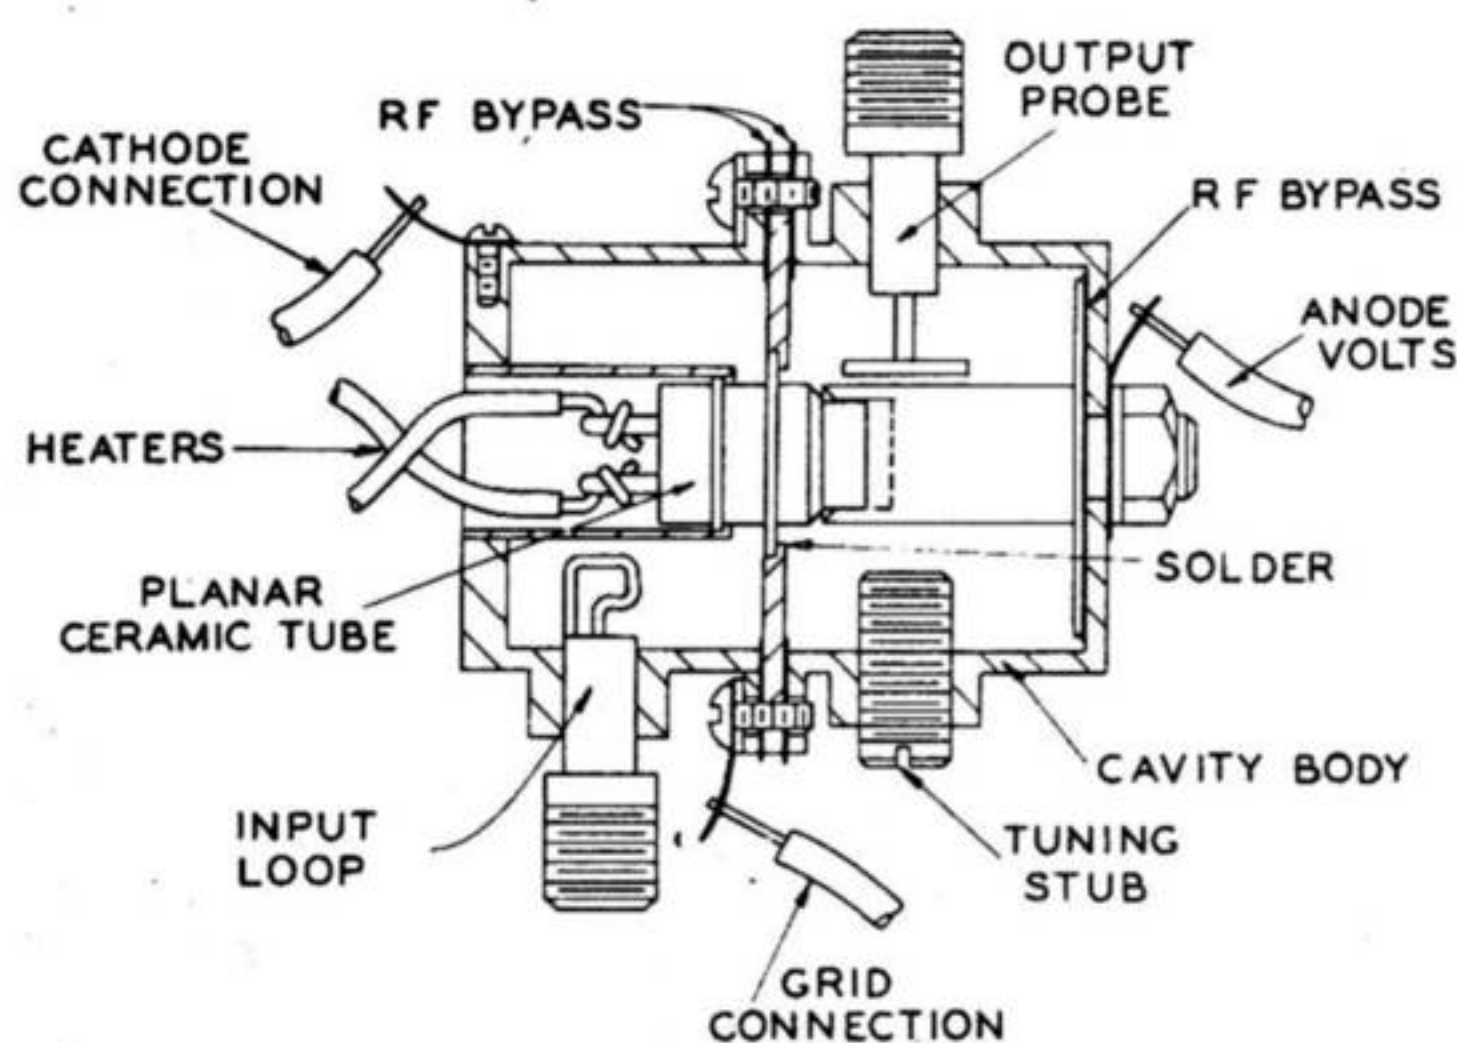 OUTPUT
PROBE
RF BYPASS
CATHODE
CONNECTION
RF BYPASS
ANODE
VOLTS
HEATERS
SOLDER
PLANAR
CERAMIC TUBE
CAVITY BODY
INPUT
LOOP
TUNING
STUB
GRID
CONNECTION